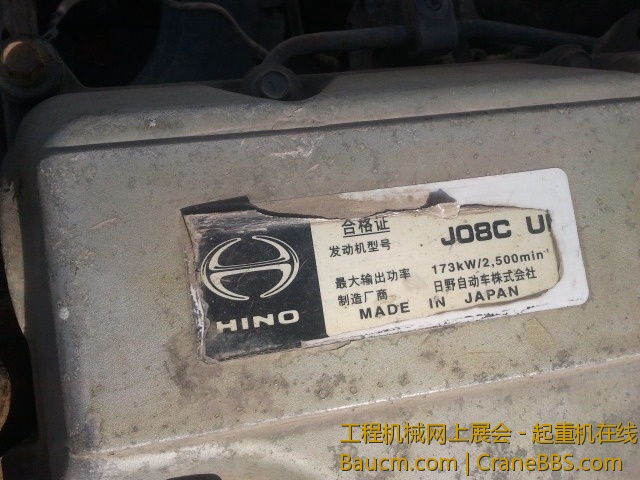 合格证
发动机型号 J08C
最大输出功率 173kW/2,500min⁻¹
制造厂商 日野自动车株式会社
MADE IN JAPAN
HINO
工程机械网上展会 - 起重机在线
Baucm.com | CraneBBS.com